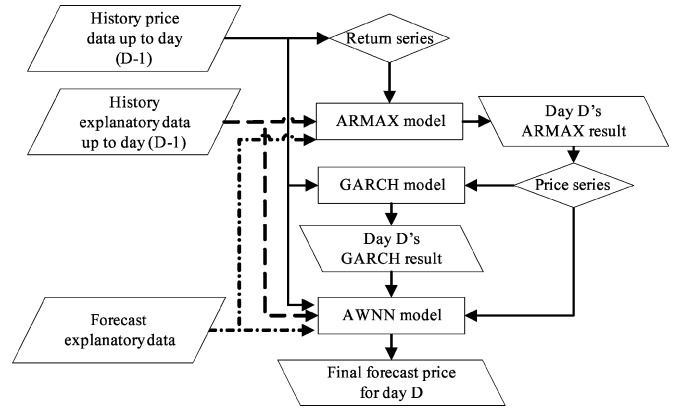 History price
data up to day
(D-1)
Return series
History
explanatory data
up to day (D-1)
ARMAX model
Day D's
ARMAX result
GARCH model
Price series
Day D's
GARCH result
Forecast
explanatory data
AWNN model
Final forecast price
for day D